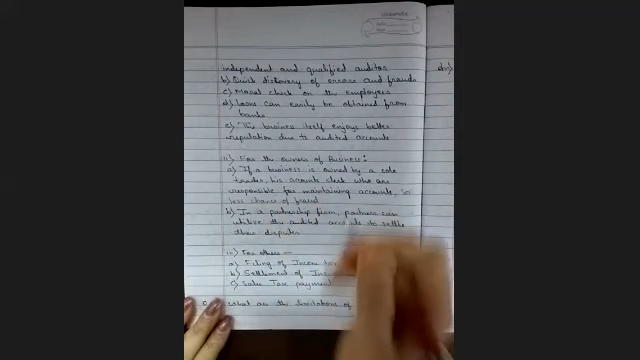 independent and qualified auditor
b) Quick discovery of errors and frauds
c) Moral check on the employees
d) Loans can easily be obtained from
banks
e) The business itself enjoys better
reputation due to audited accounts
ii) For the owners of Business:
a) If a business is owned by a sole
trader, his accounts clerk who are
responsible for maintaining accounts, so
less chance of fraud
b) In a partnership firm, partners can
utilise the audited accounts to settle
their disputes
iii) For others —
a) Filing of Income tax
b) Settlement of Insu
c) Sales Tax payment
What are the limitations of